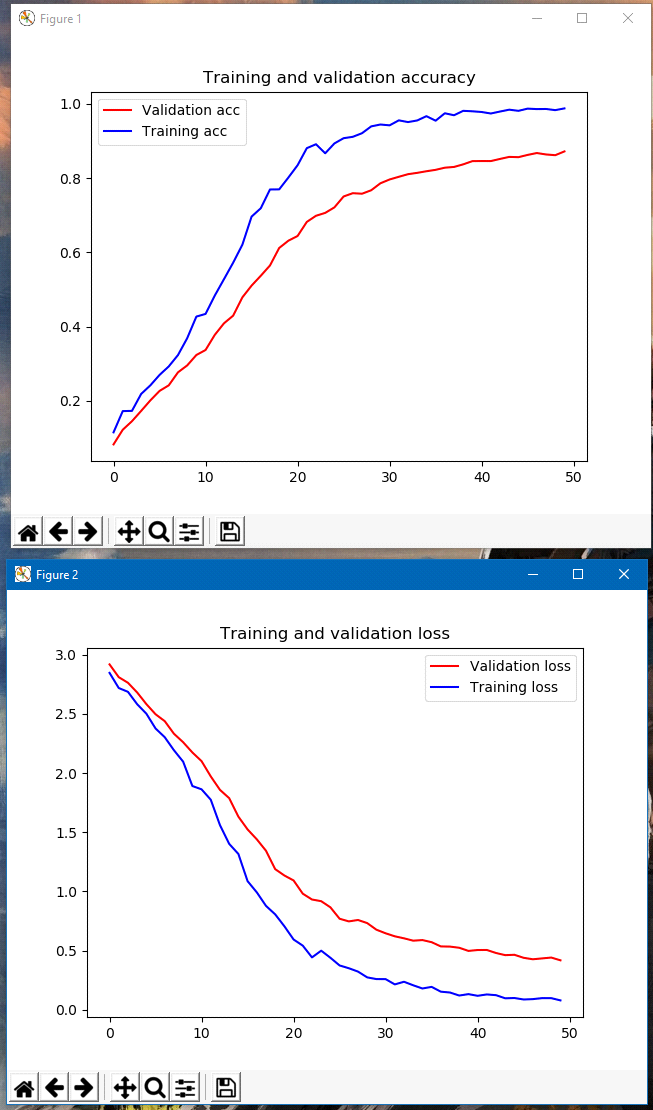 Figure 1
Training and validation accuracy
Validation acc
Training acc
1.0
0.8
0.6
0.4
0.2
0 10 20 30 40 50
Figure 2
Training and validation loss
Validation loss
Training loss
3.0
2.5
2.0
1.5
1.0
0.5
0.0
0 10 20 30 40 50